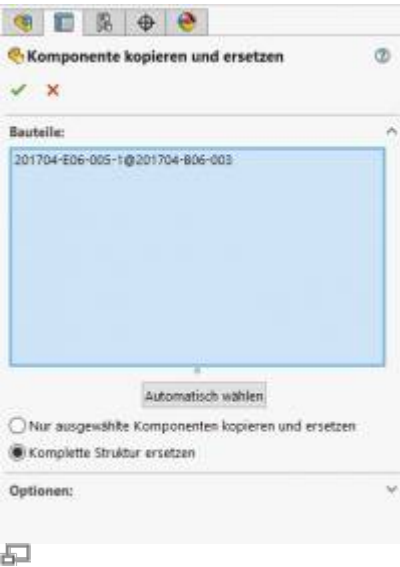 Komponente kopieren und ersetzen
Bauteile:
201704-E06-005-1@201704-B06-003
Automatisch wählen
Nur ausgewählte Komponenten kopieren und ersetzen
Komplette Struktur ersetzen
Optionen: